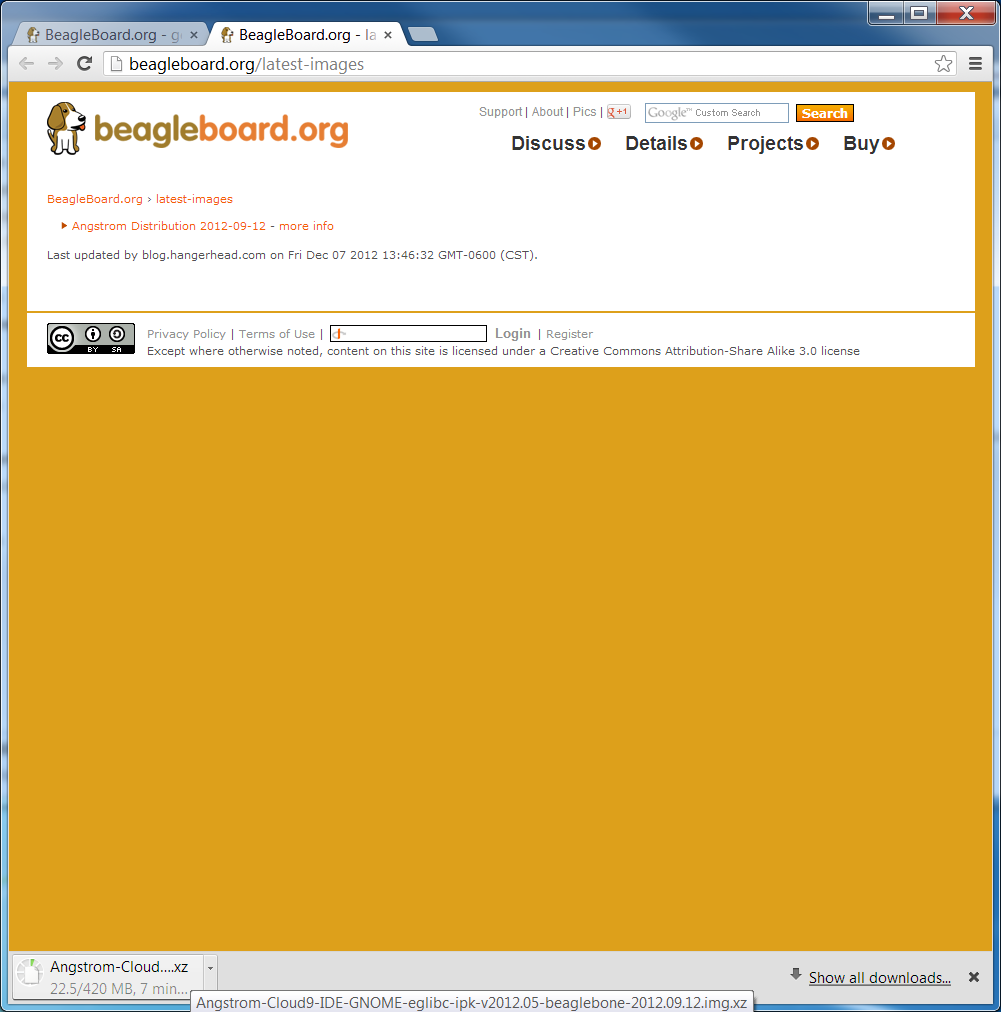 BeagleBoard.org - g
BeagleBoard.org - la
beagleboard.org/latest-images
beagleboard.org
Support | About | Pics | g +1 Google™ Custom Search Search
Discuss Details Projects Buy
BeagleBoard.org › latest-images
Angstrom Distribution 2012-09-12 - more info
Last updated by blog.hangerhead.com on Fri Dec 07 2012 13:46:32 GMT-0600 (CST).
cc BY SA
Privacy Policy | Terms of Use | Login | Register
Except where otherwise noted, content on this site is licensed under a Creative Commons Attribution-Share Alike 3.0 license
Angstrom-Cloud....xz
22.5/420 MB, 7 min...
Show all downloads...
Angstrom-Cloud9-IDE-GNOME-eglibc-ipk-v2012.05-beaglebone-2012.09.12.img.xz